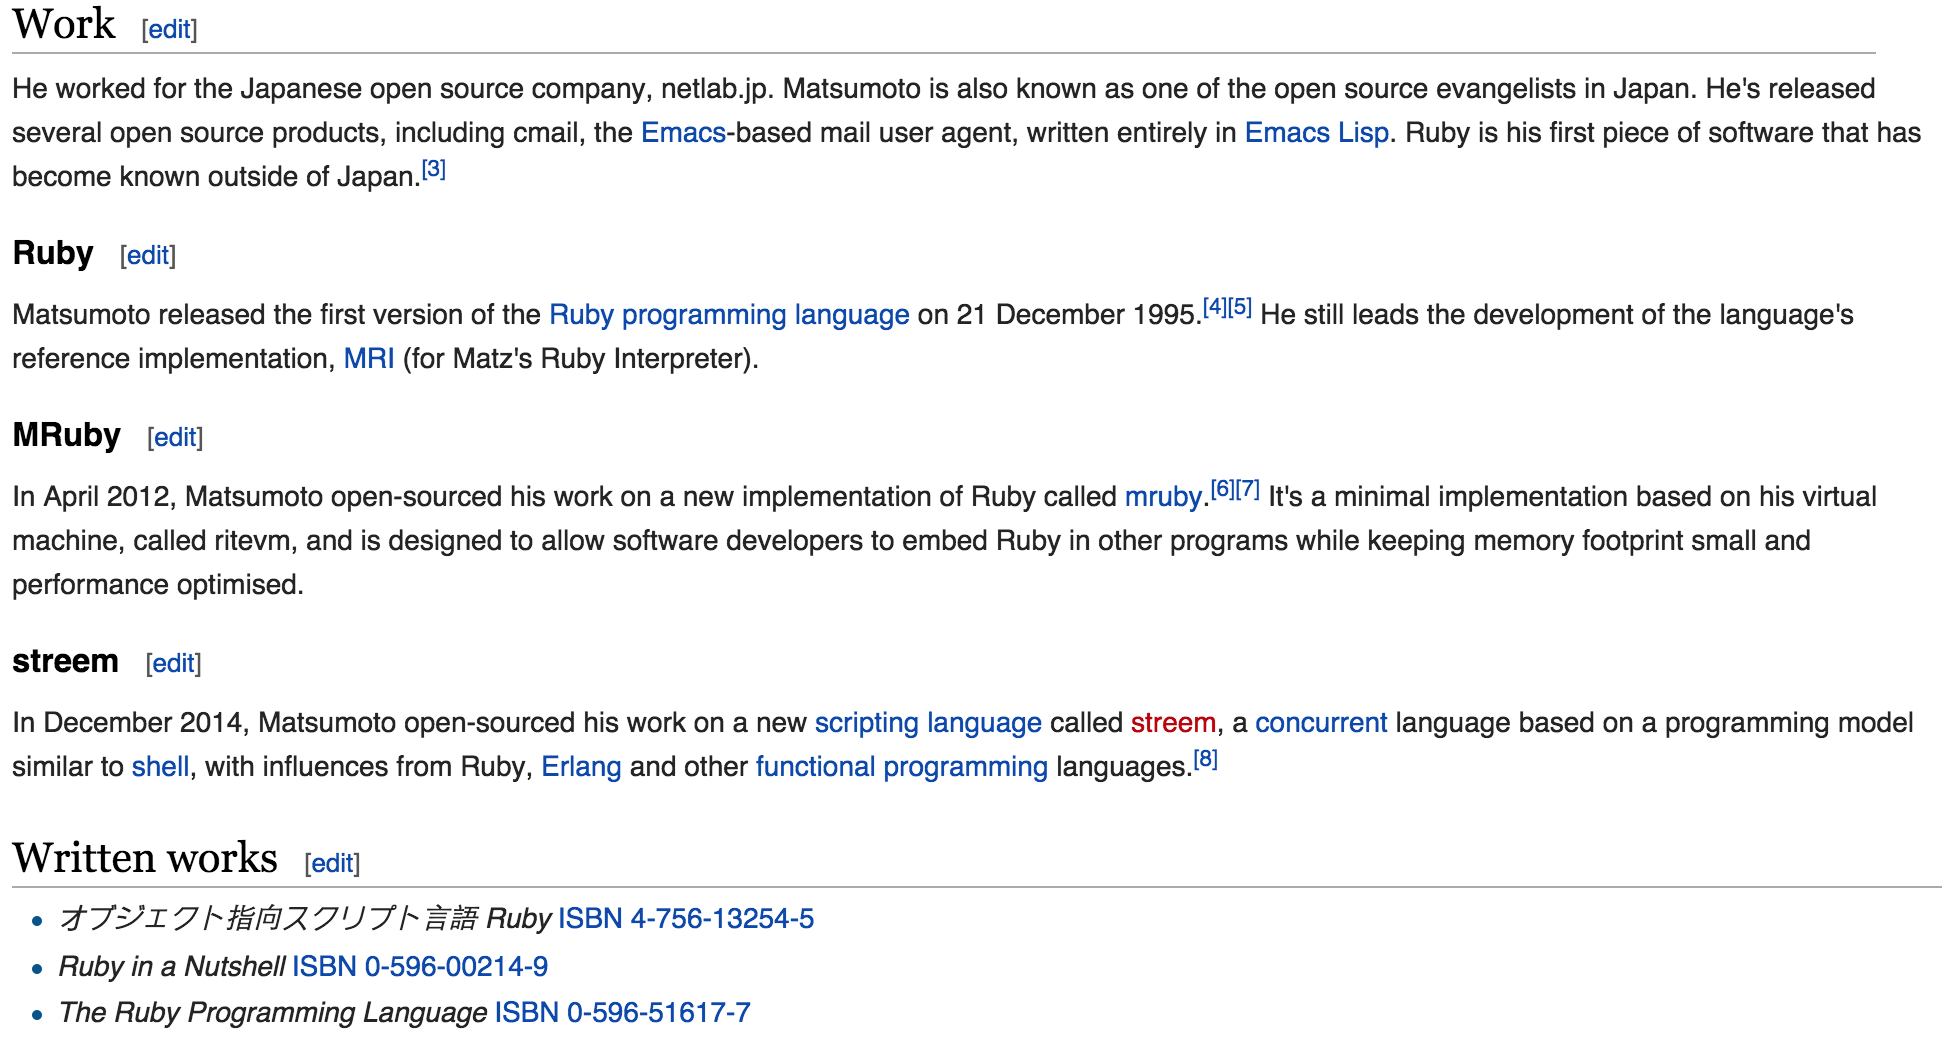 Work [edit]
He worked for the Japanese open source company, netlab.jp. Matsumoto is also known as one of the open source evangelists in Japan. He's released
several open source products, including cmail, the Emacs-based mail user agent, written entirely in Emacs Lisp. Ruby is his first piece of software that has
become known outside of Japan.[3]
Ruby [edit]
Matsumoto released the first version of the Ruby programming language on 21 December 1995.[4][5] He still leads the development of the language's
reference implementation, MRI (for Matz's Ruby Interpreter).
MRuby [edit]
In April 2012, Matsumoto open-sourced his work on a new implementation of Ruby called mruby.[6][7] It's a minimal implementation based on his virtual
machine, called ritevm, and is designed to allow software developers to embed Ruby in other programs while keeping memory footprint small and
performance optimised.
streem [edit]
In December 2014, Matsumoto open-sourced his work on a new scripting language called streem, a concurrent language based on a programming model
similar to shell, with influences from Ruby, Erlang and other functional programming languages.[8]
Written works [edit]
• オブジェクト指向スクリプト言語 Ruby ISBN 4-756-13254-5
• Ruby in a Nutshell ISBN 0-596-00214-9
• The Ruby Programming Language ISBN 0-596-51617-7